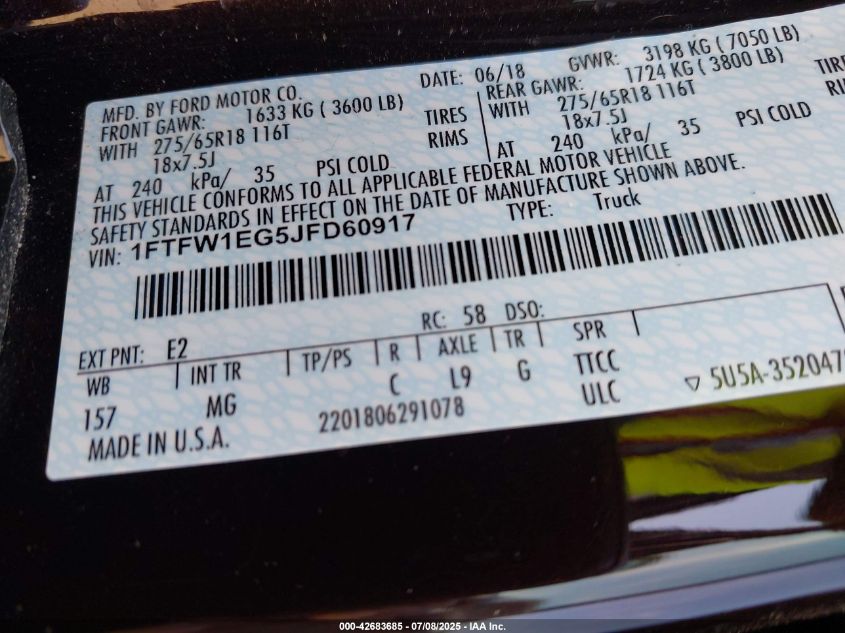 MFD. BY FORD MOTOR CO. DATE: 06/18 GVWR: 3198 KG ( 7050 LB)
FRONT GAWR: 1633 KG ( 3600 LB) REAR GAWR: 1724 KG ( 3800 LB)
WITH 275/65R18 116T TIRES WITH 275/65R18 116T
18x7.5J RIMS 18x7.5J
AT 240 kPa/ 35 PSI COLD AT 240 kPa/ 35 PSI COLD
THIS VEHICLE CONFORMS TO ALL APPLICABLE FEDERAL MOTOR VEHICLE
SAFETY STANDARDS IN EFFECT ON THE DATE OF MANUFACTURE SHOWN ABOVE.
VIN: 1FTFW1EG5JFD60917 TYPE: Truck
EXT PNT: E2 RC: 58 DSO:
WB INT TR TP/PS R AXLE TR SPR
157 MG C L9 G TTCC
2201806291078 ULC ▽ 5U5A-352047
MADE IN U.S.A.
000-42683685 - 07/08/2025 - IAA Inc.